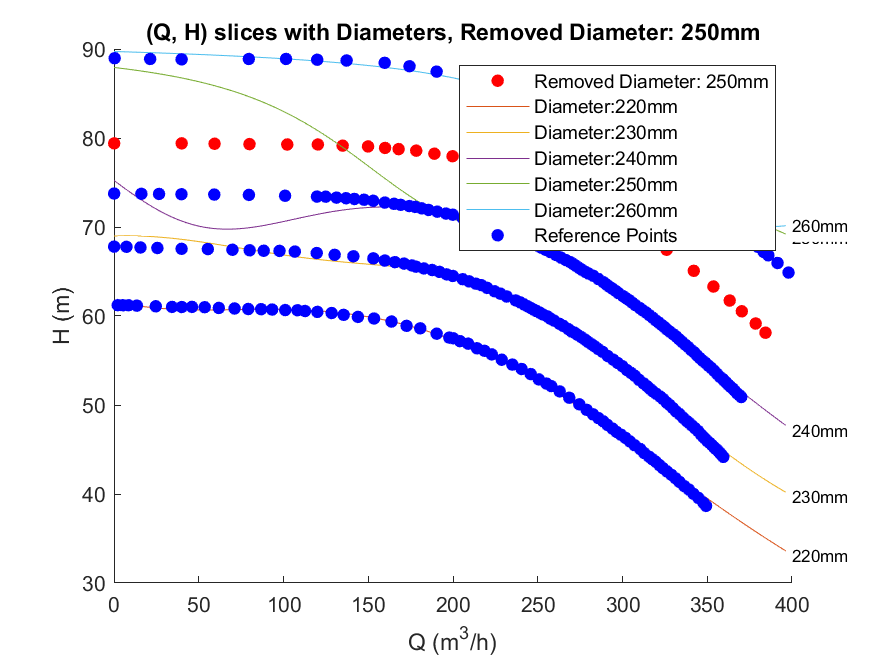 (Q, H) slices with Diameters, Removed Diameter: 250mm
H (m)
90
80
70
60
50
40
30
0
50
100
150
200
250
300
350
400
Q (m³/h)
Removed Diameter: 250mm
Diameter:220mm
Diameter:230mm
Diameter:240mm
Diameter:250mm
Diameter:260mm
Reference Points
260mm
240mm
230mm
220mm